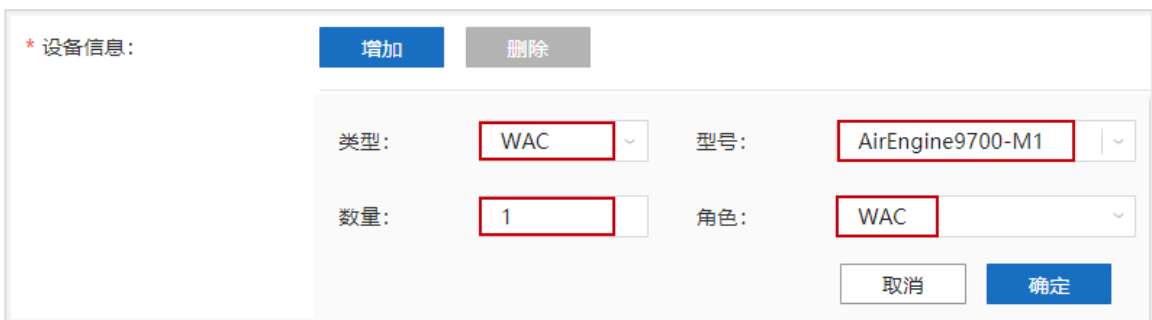 * 设备信息: 增加 删除
类型: WAC 型号: AirEngine9700-M1
数量: 1 角色: WAC
取消 确定